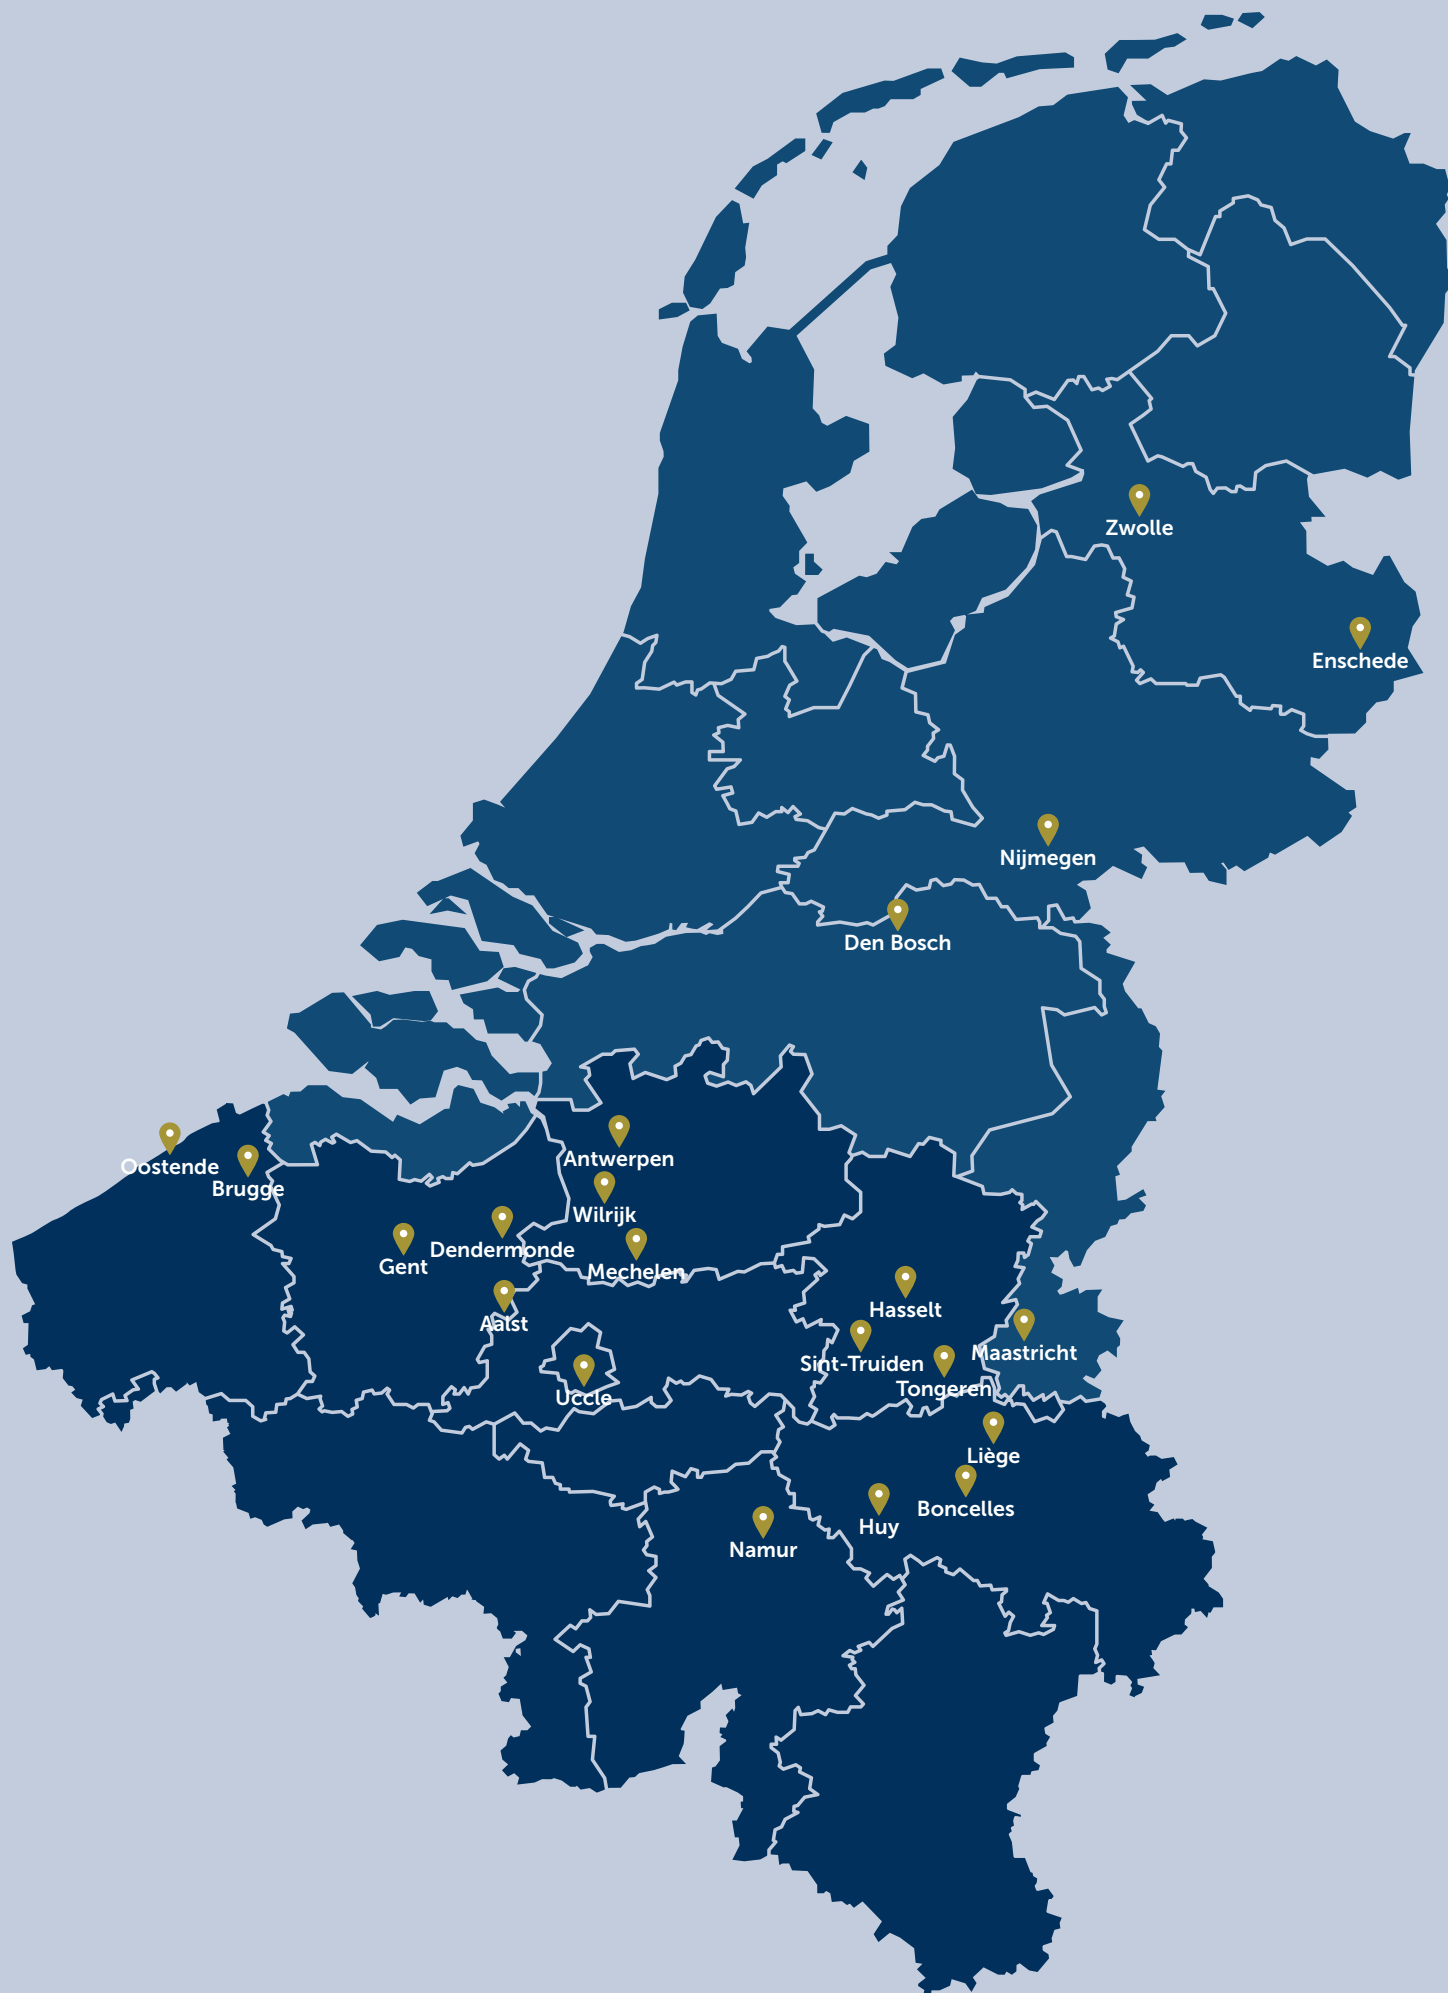 Zwolle
Enschede
Nijmegen
Den Bosch
Antwerpen
Oostende
Brugge
Wilrijk
Dendermonde
Gent
Mechelen
Hasselt
Aalst
Maastricht
Sint-Truiden
Tongeren
Uccle
Liège
Boncelles
Huy
Namur